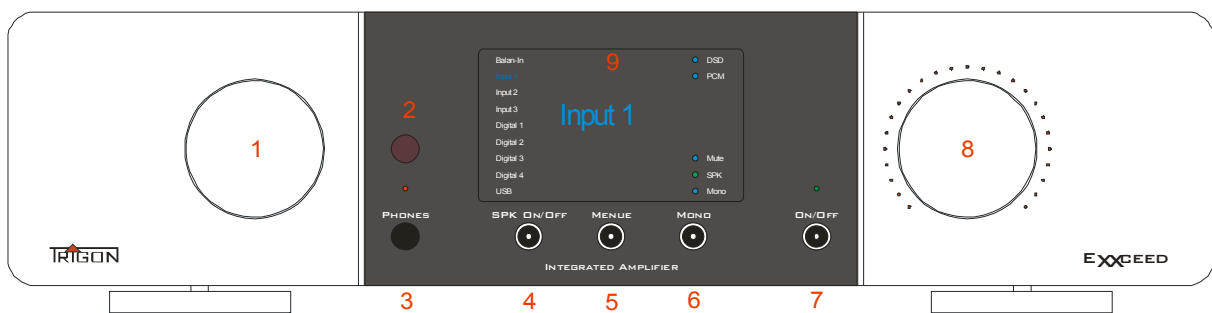 9
Balan-In
DSD
Input 1
PCM
Input 2
2
Input 3
Input 1
Digital 1
Digital 2
1
8
Digital 3
Mute
Digital 4
SPK
USB
Mono
PHONES
SPK ON/OFF
MENUE
MONO
ON/OFF
TRIGON
EXXCEED
INTEGRATED AMPLIFIER
3
4
5
6
7